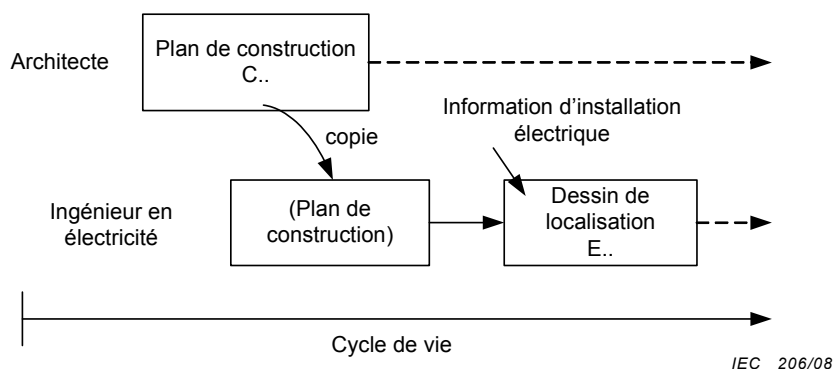 Architecte
Plan de construction
C..
copie
Information d’installation
électrique
Ingénieur en
électricité
(Plan de
construction)
Dessin de
localisation
E..
Cycle de vie
IEC 206/08